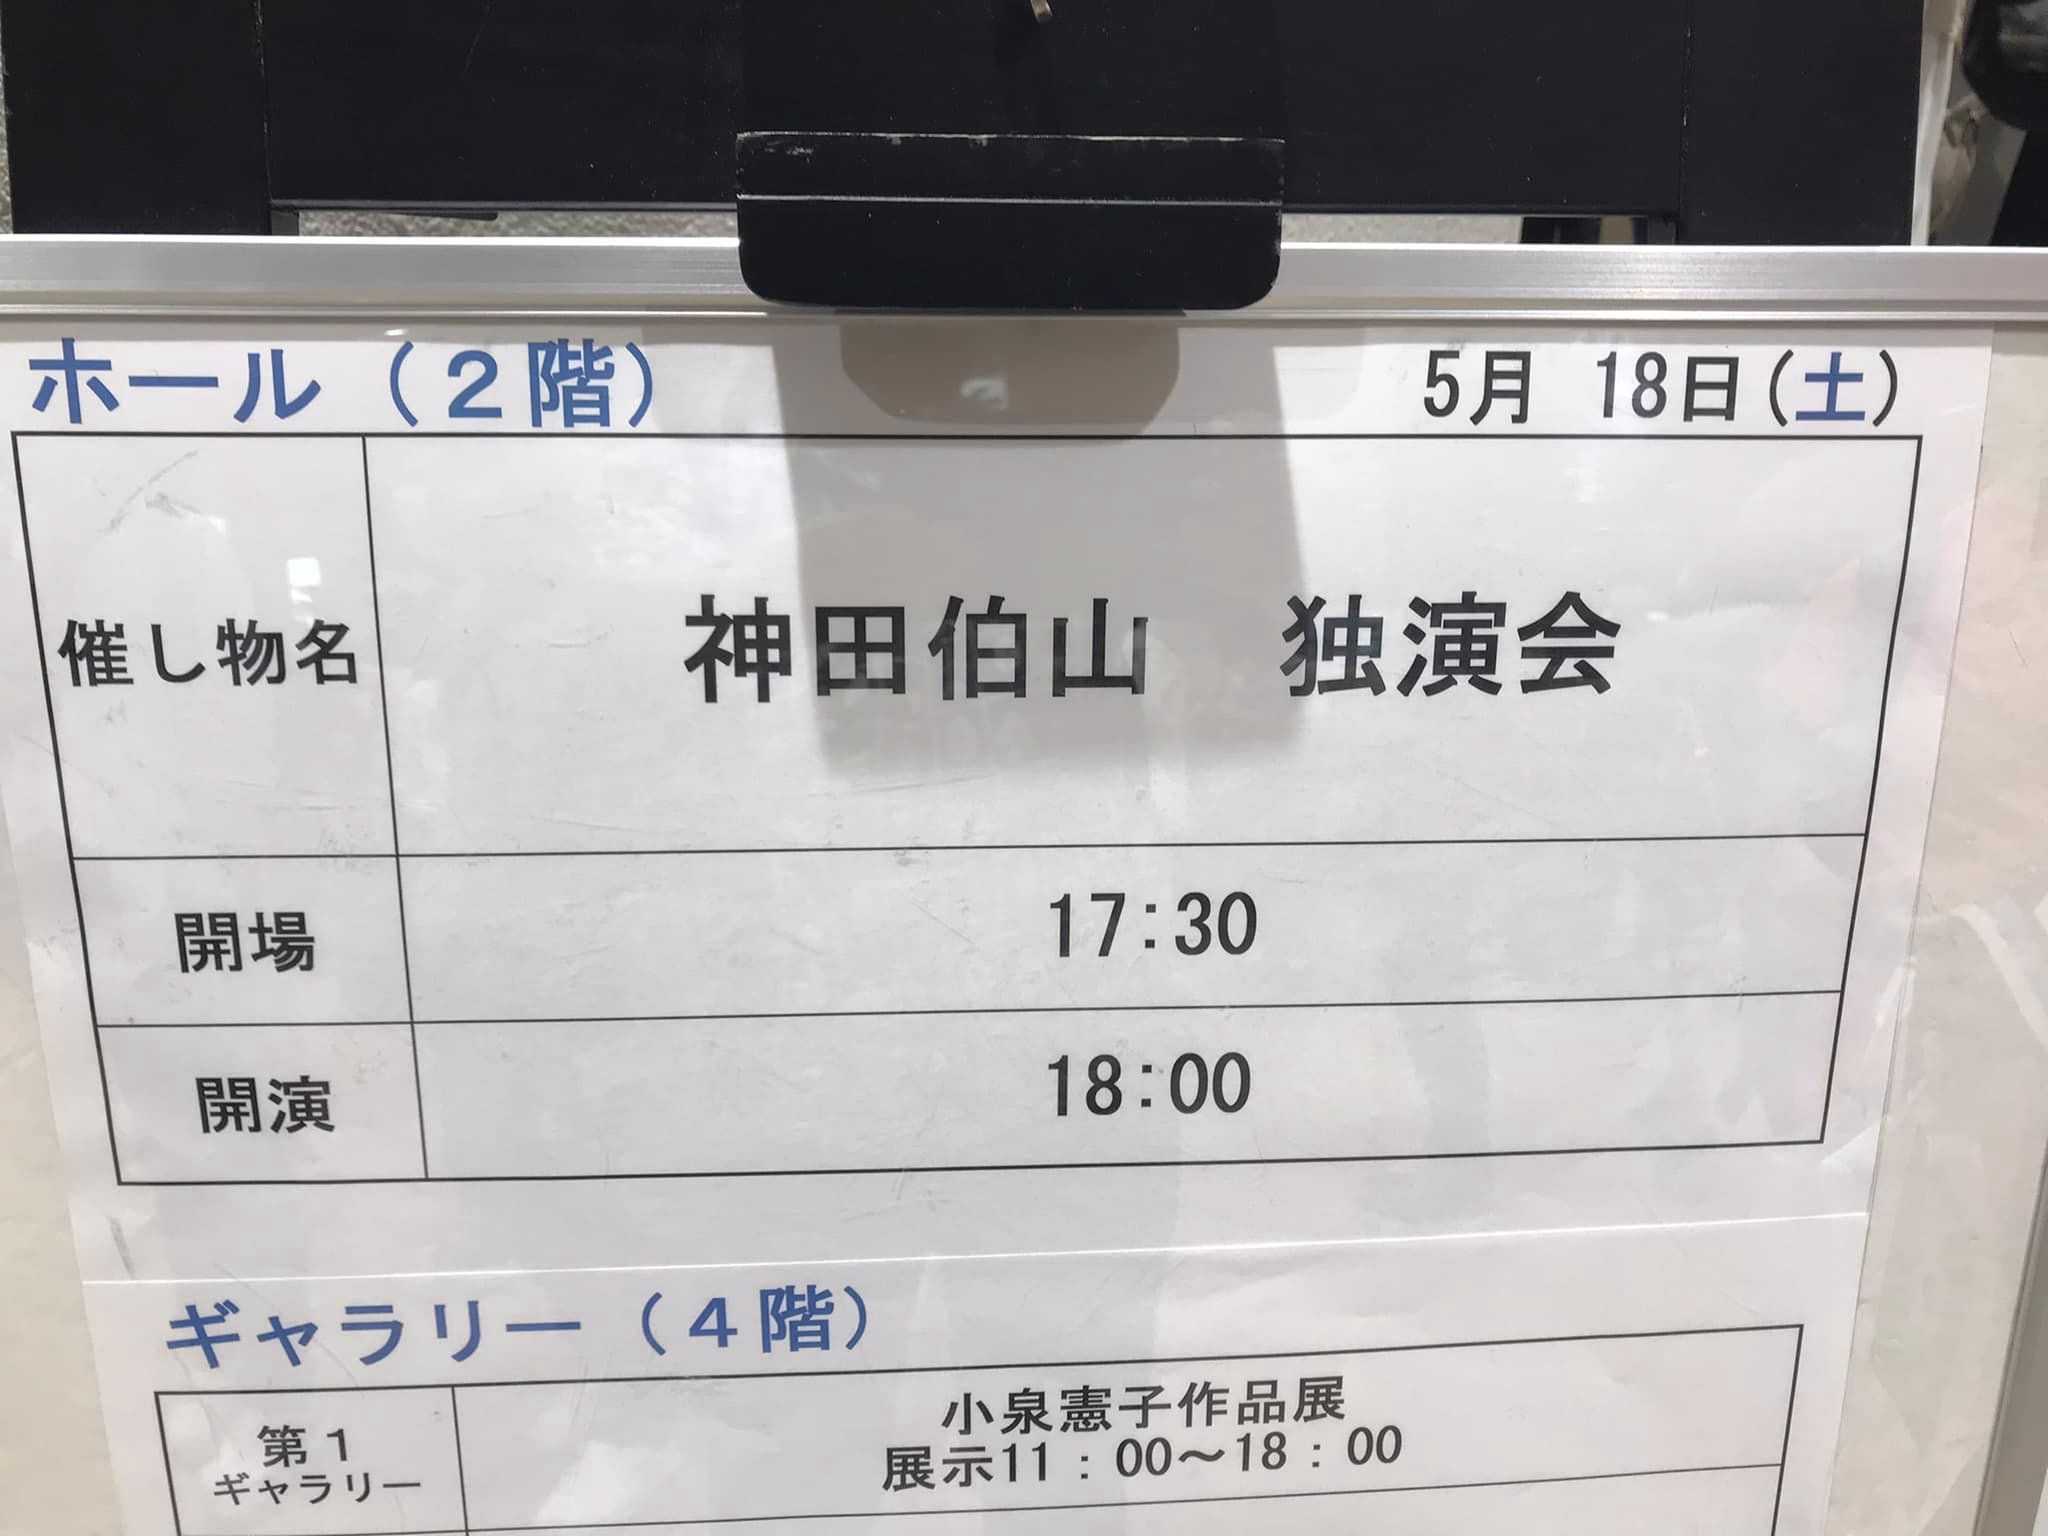 ホール（２階）
5月 18日(土)
催し物名
神田伯山　独演会
開場
17:30
開演
18:00
ギャラリー（４階）
第１
ギャラリー
小泉憲子作品展
展示11：00～18：00